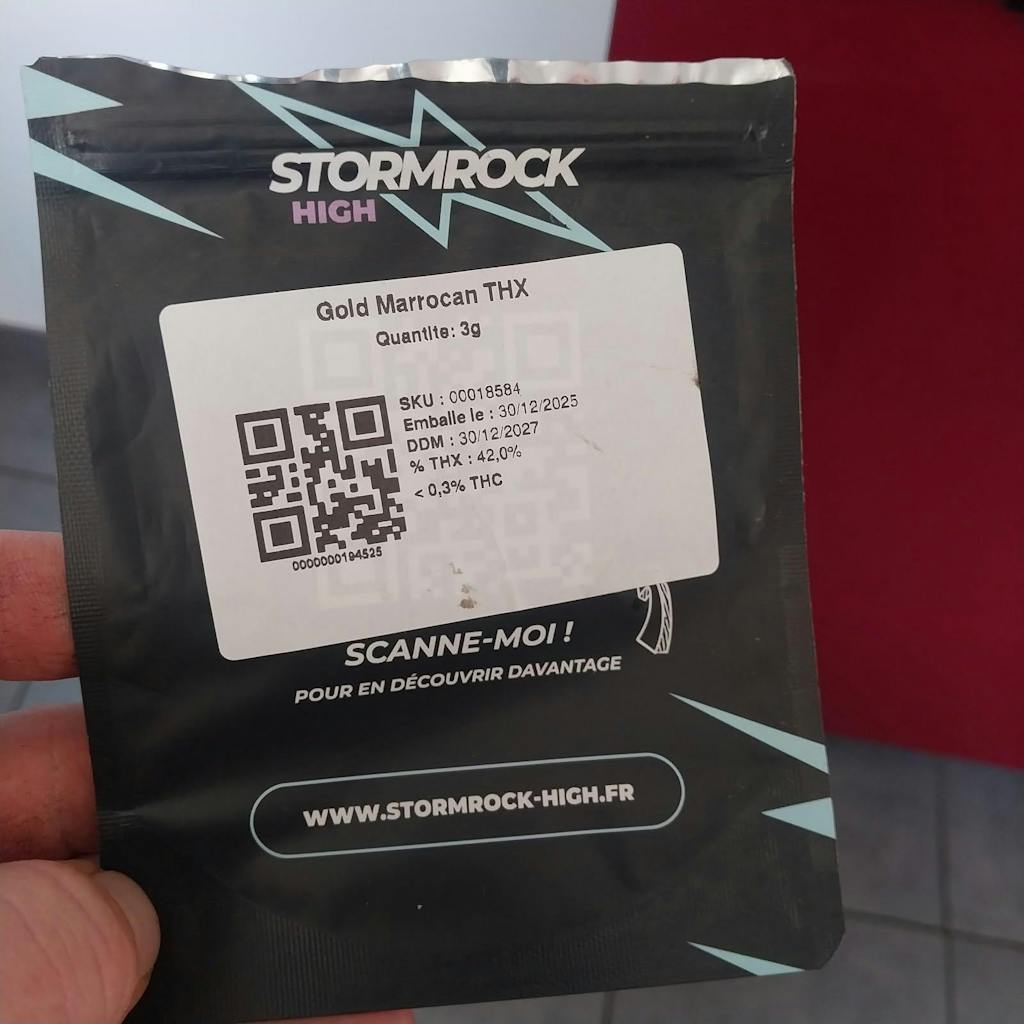 STORMROCK
HIGH
Gold Marrocan THX
Quantite: 3g
SKU : 00018584
Emballe le : 30/12/2025
DDM : 30/12/2027
% THX : 42,0%
< 0,3% THC
0000000194525
SCANNE-MOI !
POUR EN DÉCOUVRIR DAVANTAGE
WWW.STORMROCK-HIGH.FR